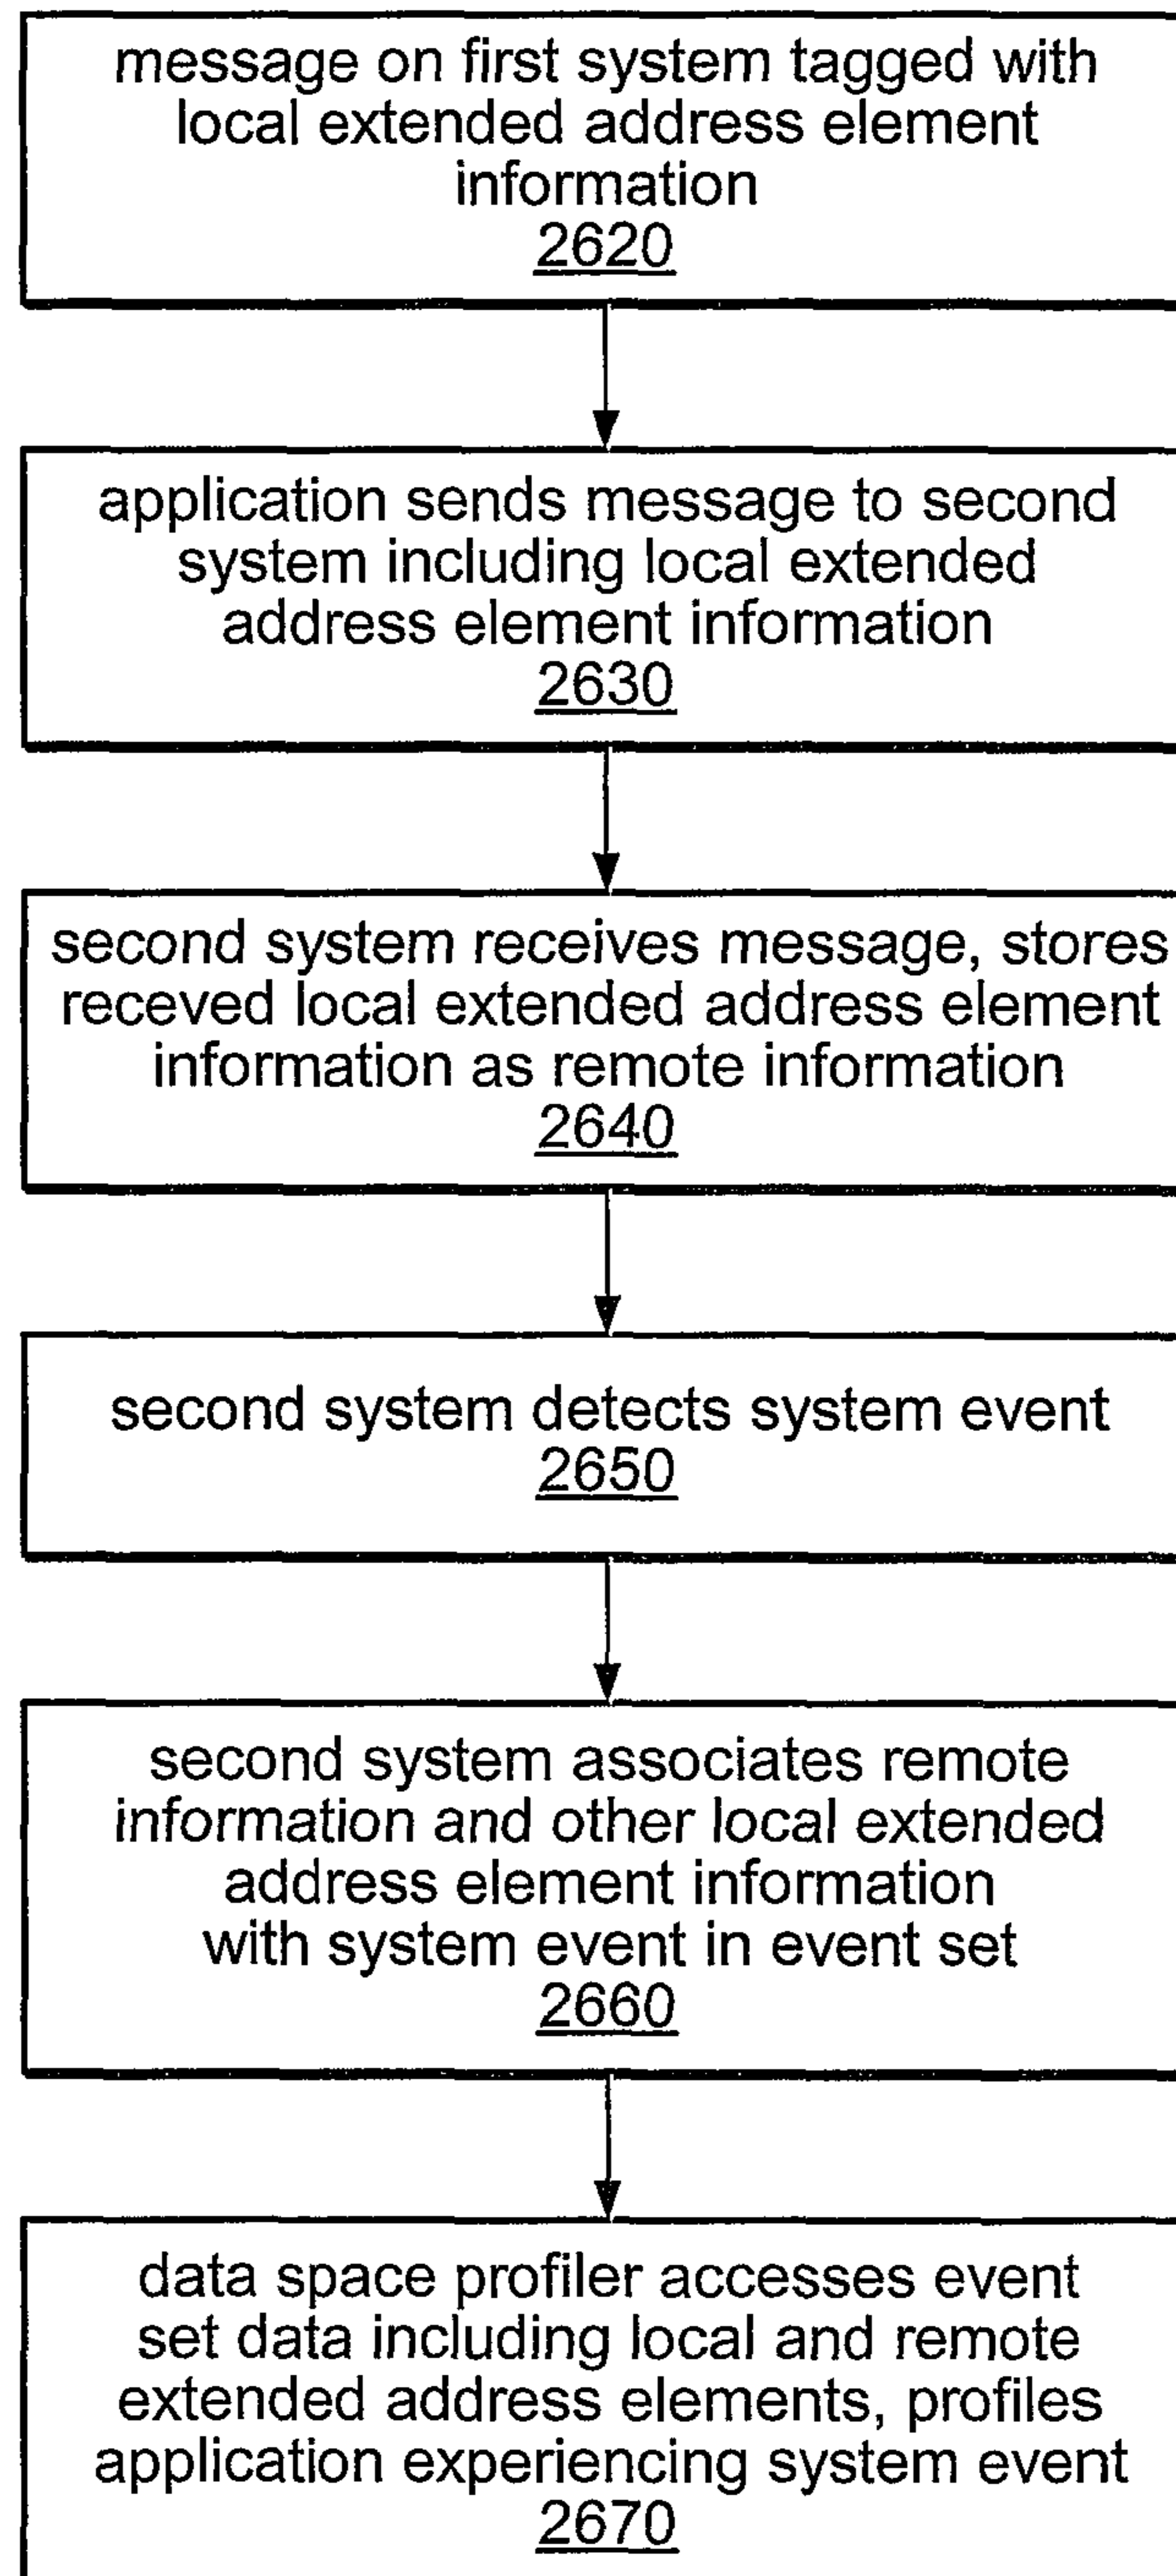 message on first system tagged with
local extended address element
information
2620
application sends message to second
system including local extended
address element information
2630
second system receives message, stores
receved local extended address element
information as remote information
2640
second system detects system event
2650
second system associates remote
information and other local extended
address element information
with system event in event set
2660
data space profiler accesses event
set data including local and remote
extended address elements, profiles
application experiencing system event
2670